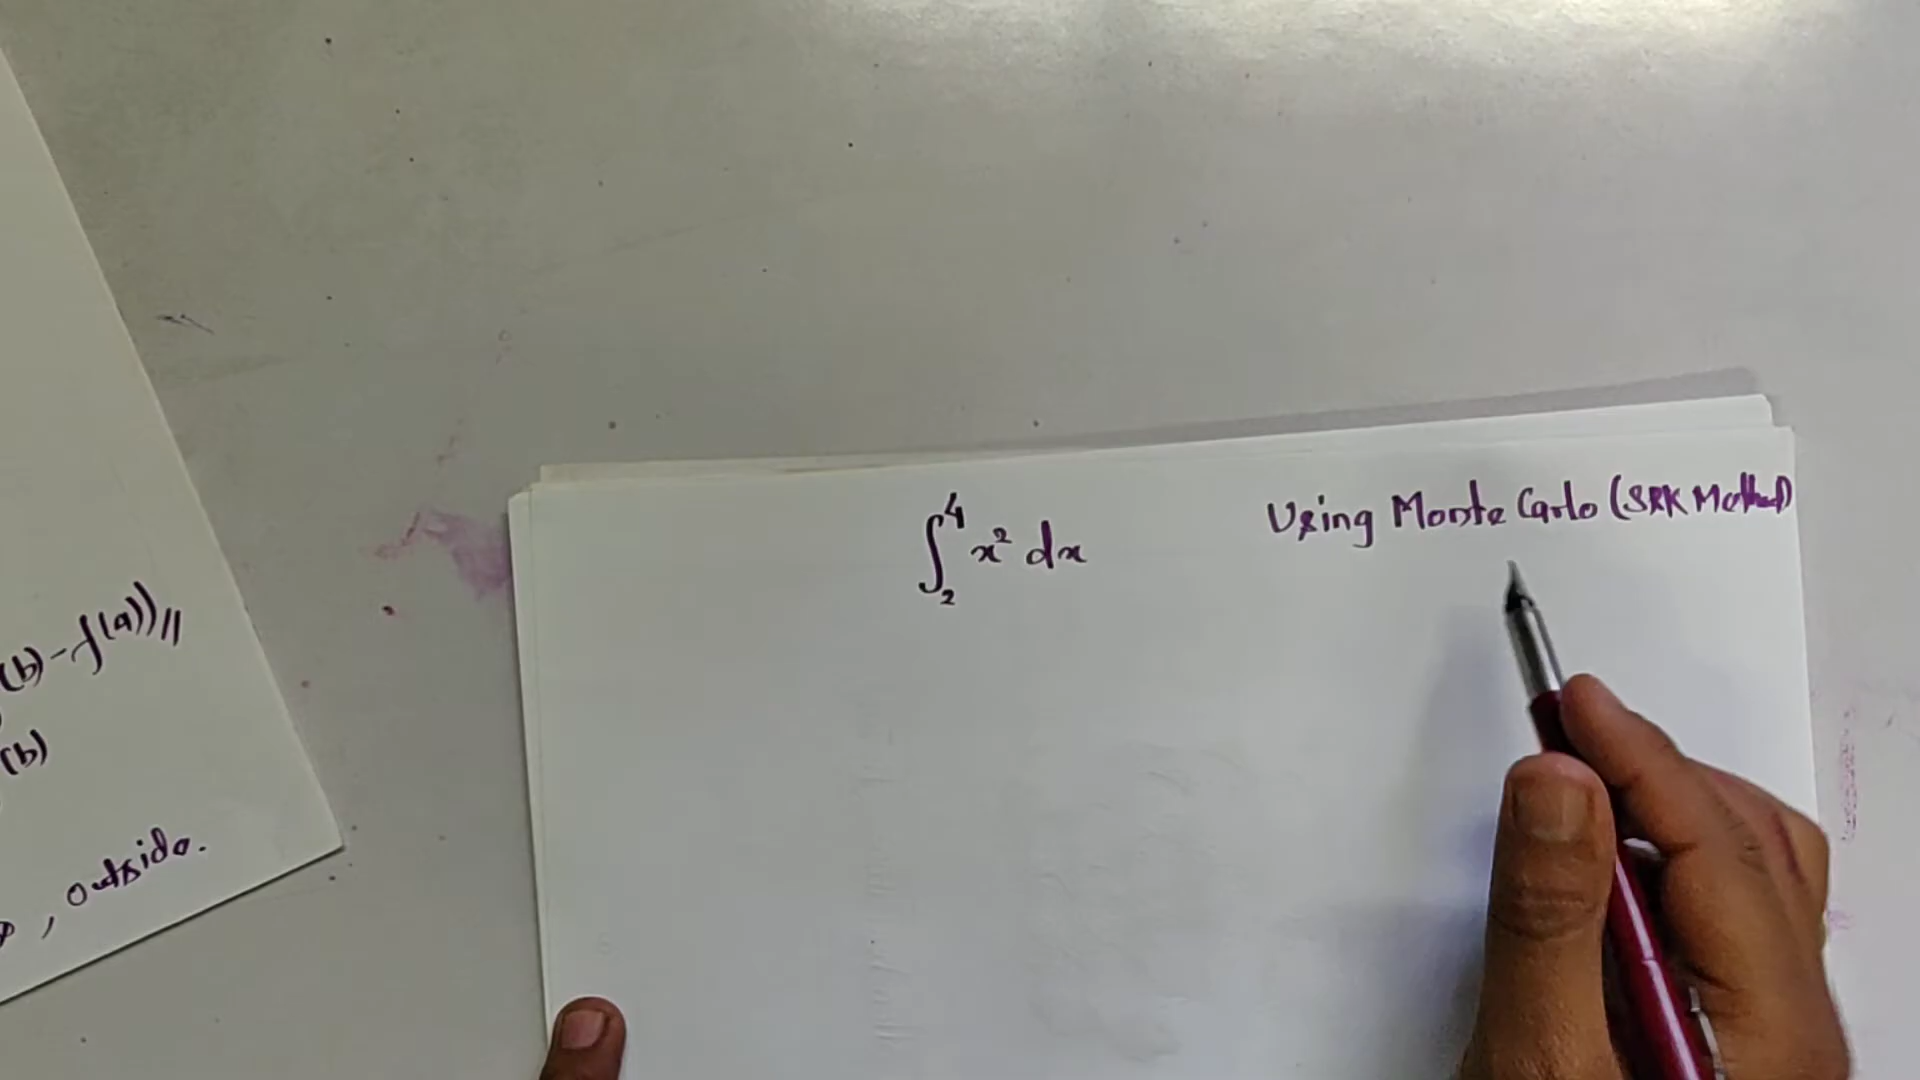 (b)-f(a))//
(b)
, outside.
∫₂⁴ x² dx
Using Monte Carlo (SRK Method)